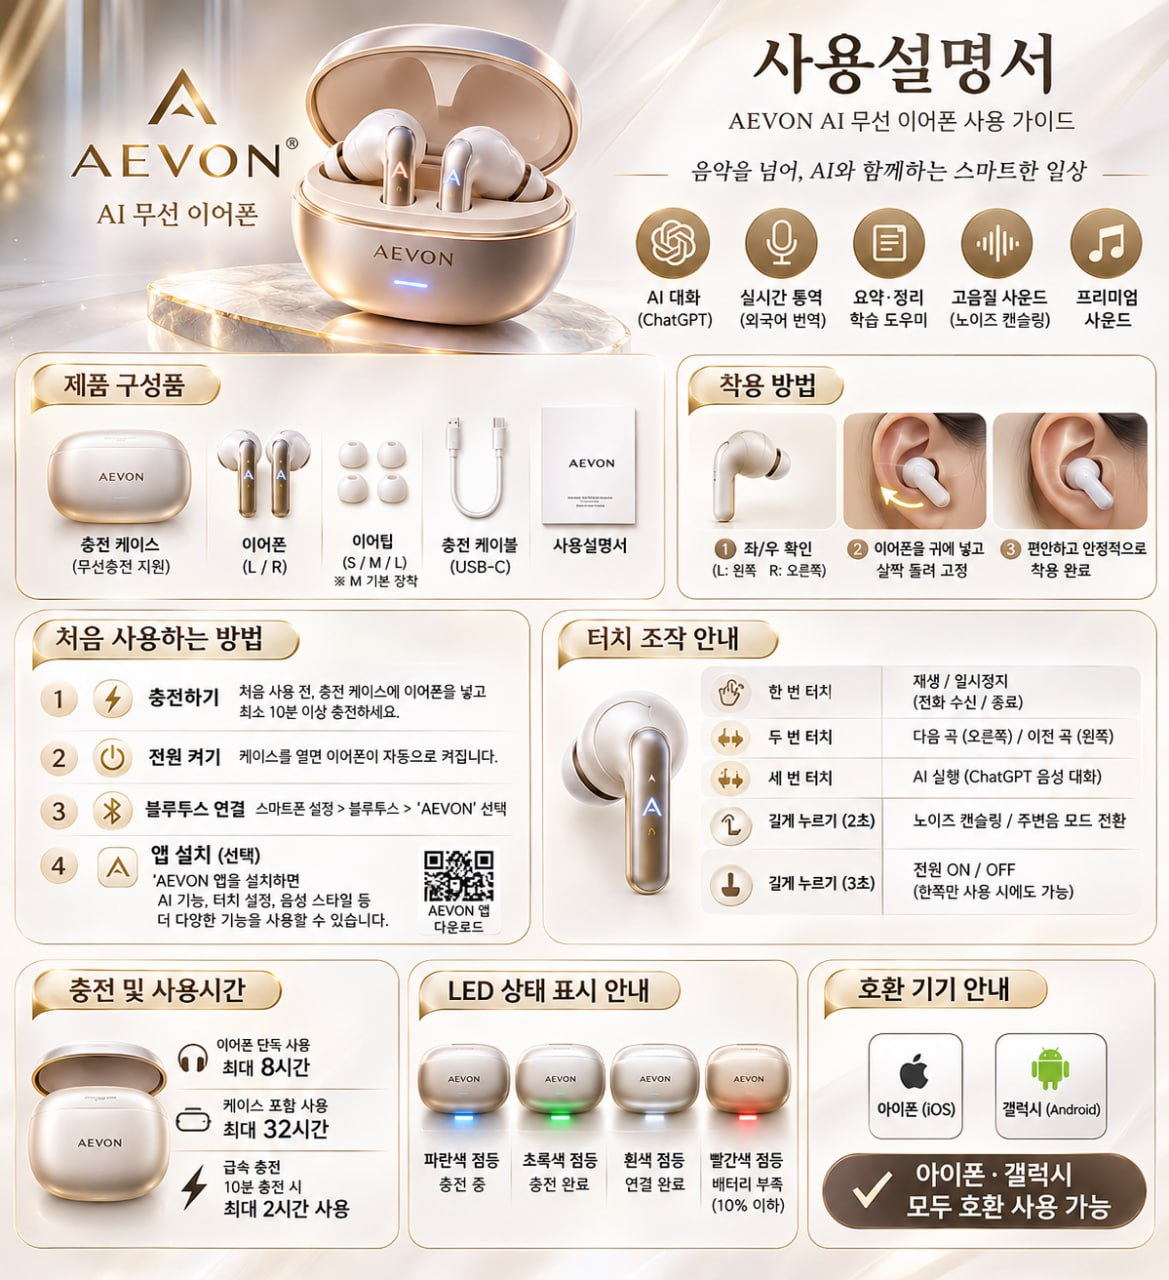 AEVON®
AI 무선 이어폰
AEVON
사용설명서
AEVON AI 무선 이어폰 사용 가이드
음악을 넘어, AI와 함께하는 스마트한 일상
AI 대화
(ChatGPT)
실시간 통역
(외국어 번역)
요약·정리
학습 도우미
고음질 사운드
(노이즈 캔슬링)
프리미엄
사운드
제품 구성품
AEVON
충전 케이스
(무선충전 지원)
이어폰
(L / R)
이어팁
(S / M / L)
※ M 기본 장착
충전 케이블
(USB-C)
AEVON
사용설명서
착용 방법
1 좌/우 확인
(L: 왼쪽 R: 오른쪽)
2 이어폰을 귀에 넣고
살짝 돌려 고정
3 편안하고 안정적으로
착용 완료
처음 사용하는 방법
1 충전하기
처음 사용 전, 충전 케이스에 이어폰을 넣고
최소 10분 이상 충전하세요.
2 전원 켜기
케이스를 열면 이어폰이 자동으로 켜집니다.
3 블루투스 연결
스마트폰 설정 > 블루투스 > 'AEVON' 선택
4 앱 설치 (선택)
'AEVON 앱을 설치하면
AI 기능, 터치 설정, 음성 스타일 등
더 다양한 기능을 사용할 수 있습니다.
AEVON 앱
다운로드
터치 조작 안내
한 번 터치
재생 / 일시정지
(전화 수신 / 종료)
두 번 터치
다음 곡 (오른쪽) / 이전 곡 (왼쪽)
세 번 터치
AI 실행 (ChatGPT 음성 대화)
길게 누르기 (2초)
노이즈 캔슬링 / 주변음 모드 전환
길게 누르기 (3초)
전원 ON / OFF
(한쪽만 사용 시에도 가능)
충전 및 사용시간
AEVON
이어폰 단독 사용
최대 8시간
케이스 포함 사용
최대 32시간
급속 충전
10분 충전 시
최대 2시간 사용
LED 상태 표시 안내
AEVON
파란색 점등
충전 중
AEVON
초록색 점등
충전 완료
AEVON
흰색 점등
연결 완료
AEVON
빨간색 점등
배터리 부족
(10% 이하)
호환 기기 안내
아이폰 (iOS)
갤럭시 (Android)
아이폰 · 갤럭시
모두 호환 사용 가능